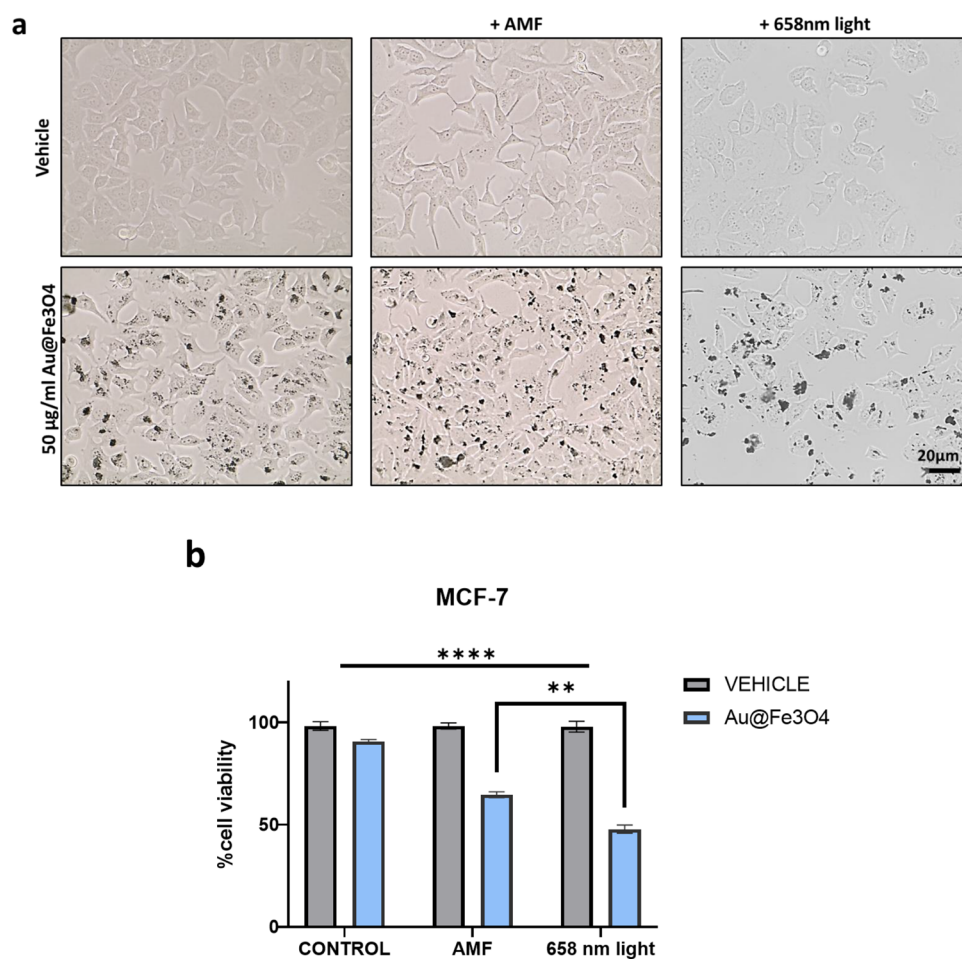 a
+ AMF
+ 658nm light
Vehicle
50 µg/ml Au@Fe3O4
20µm
b
MCF-7
****
**
VEHICLE
Au@Fe3O4
%cell viability
100
50
0
CONTROL
AMF
658 nm light